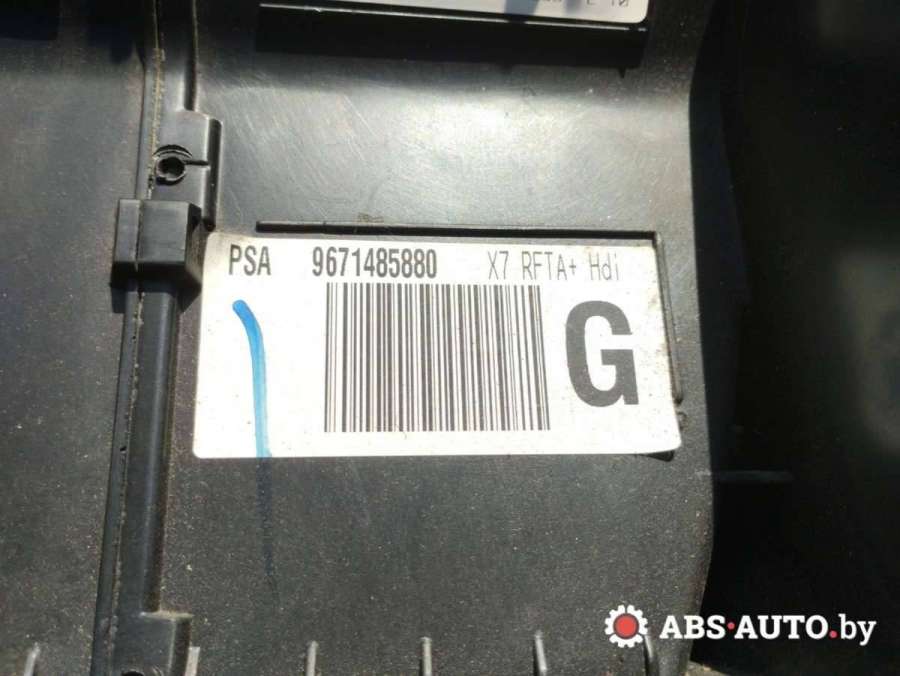 PSA 9671485880 X7 RFTA+ Hdi
G
ABS•AUTO.by